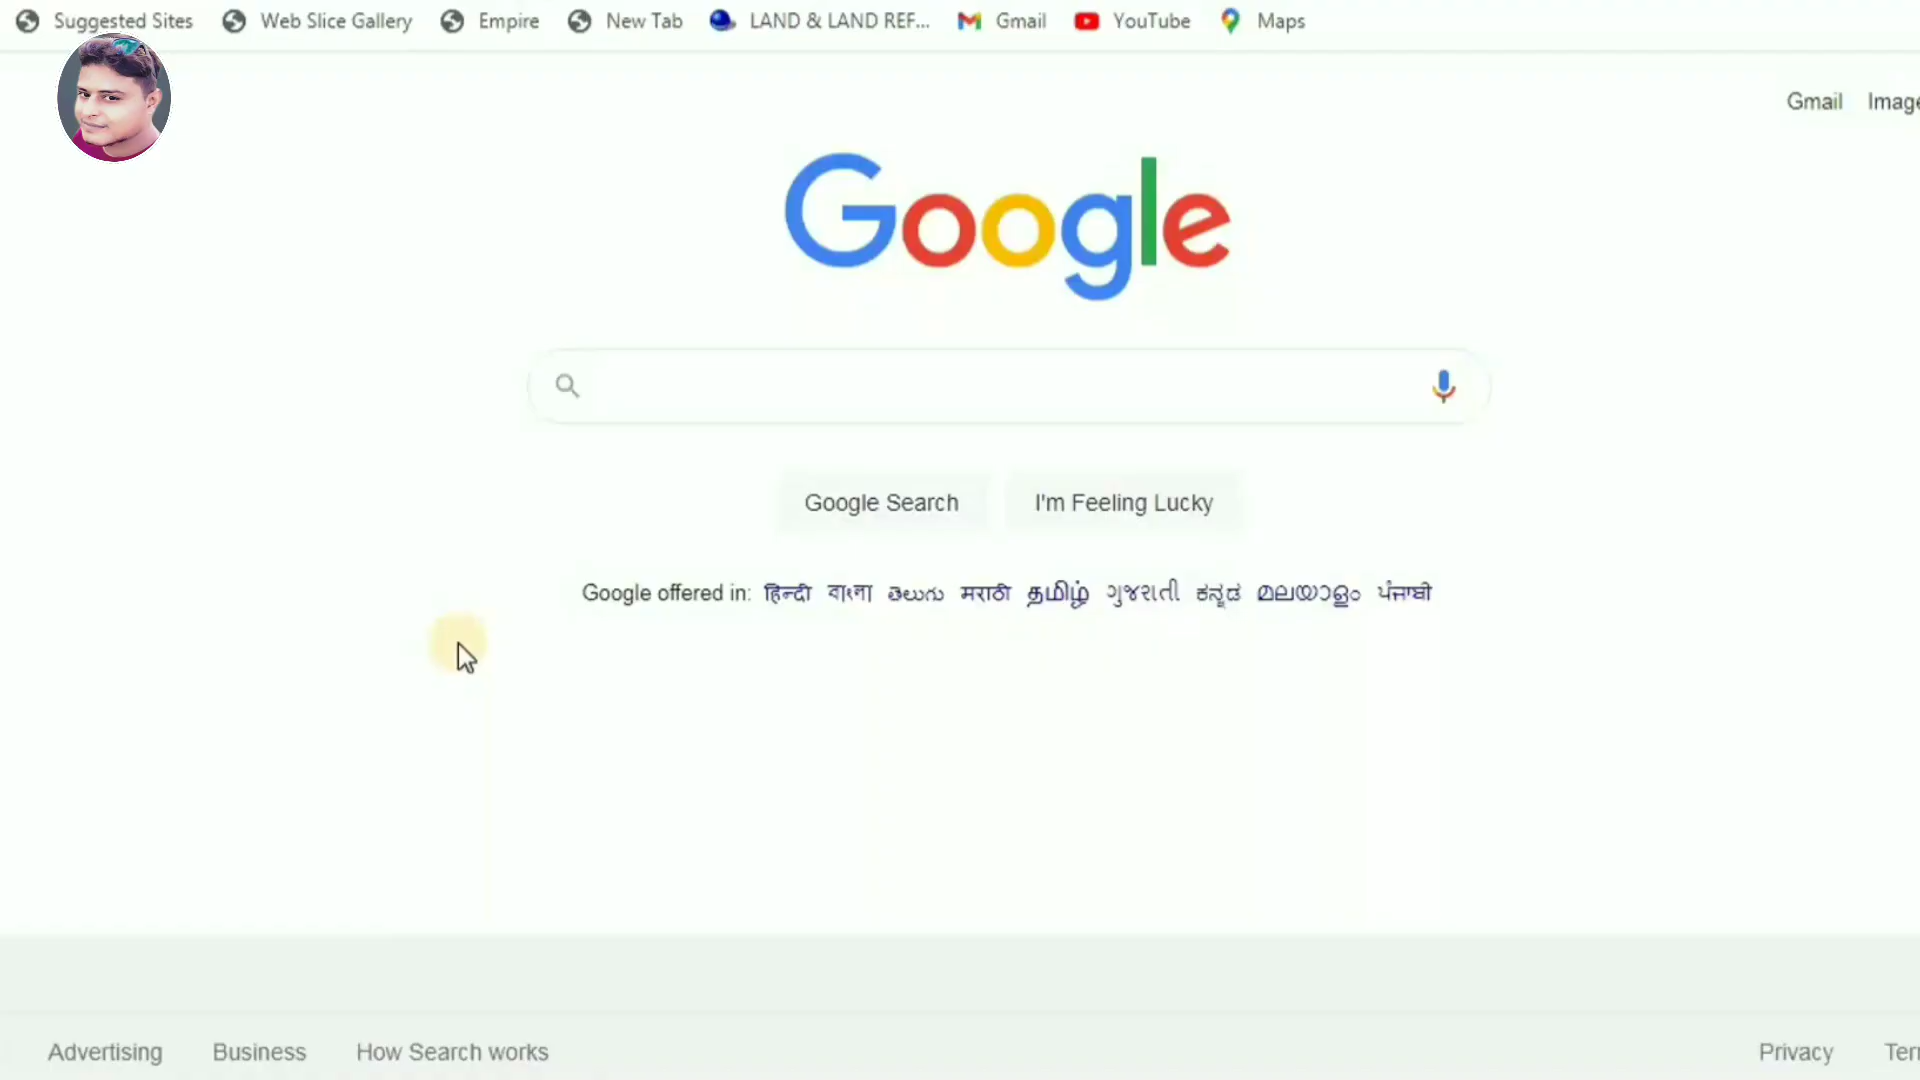 Suggested Sites Web Slice Gallery Empire New Tab LAND & LAND REF... Gmail YouTube Maps
Gmail Image
Google
Google Search I'm Feeling Lucky
Google offered in: हिन्दी বাংলা తెలుగు मराठी தமிழ் ગુજરાતી ಕನ್ನಡ മലയാളം ਪੰਜਾਬੀ
Advertising Business How Search works Privacy Ter